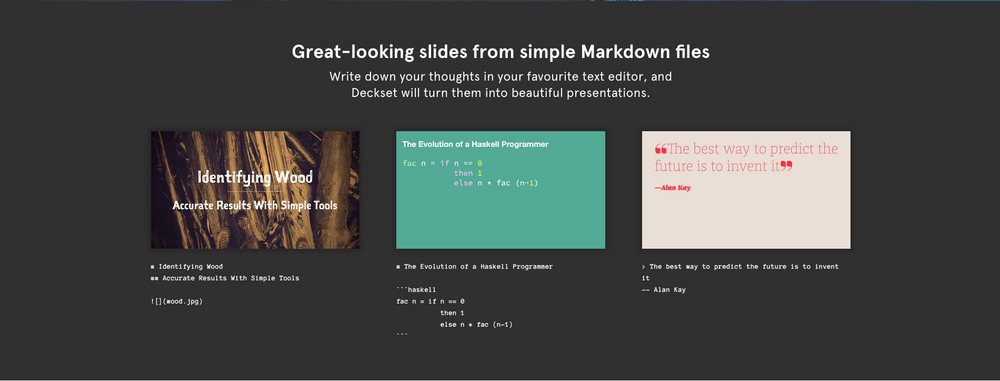 Great-looking slides from simple Markdown files
Write down your thoughts in your favourite text editor, and
Deckset will turn them into beautiful presentations.
Identifying Wood
Accurate Results With Simple Tools
# Identifying Wood
## Accurate Results With Simple Tools
![](wood.jpg)
The Evolution of a Haskell Programmer
fac n = if n == 0
then 1
else n * fac (n-1)
# The Evolution of a Haskell Programmer
```haskell
fac n = if n == 0
then 1
else n * fac (n-1)
```
❝The best way to predict the
future is to invent it❞
—Alan Kay
> The best way to predict the future is to invent
it
-- Alan Kay